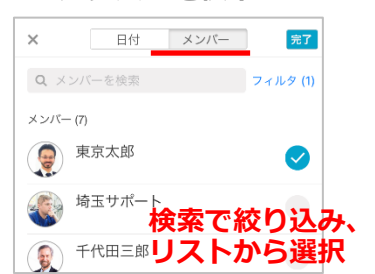 日付 メンバー 完了
メンバーを検索 フィルタ (1)
メンバー (7)
東京太郎
埼玉サポート
千代田三郎
検索で絞り込み、
リストから選択